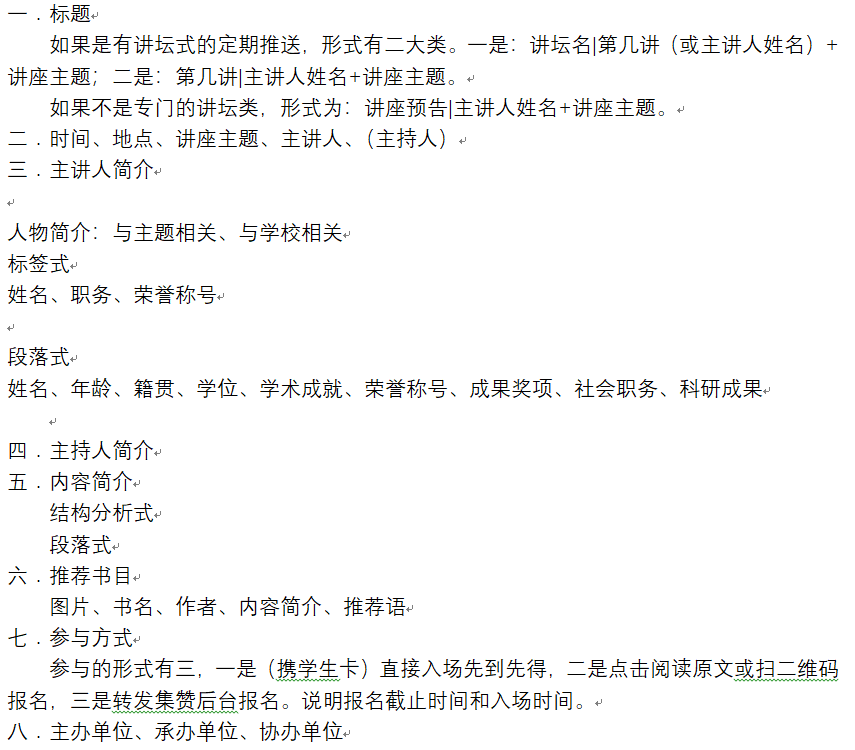 一．标题
如果是有讲坛式的定期推送，形式有二大类。一是：讲坛名|第几讲（或主讲人姓名）+
讲座主题；二是：第几讲|主讲人姓名+讲座主题。
如果不是专门的讲坛类，形式为：讲座预告|主讲人姓名+讲座主题。
二．时间、地点、讲座主题、主讲人、（主持人）
三．主讲人简介
人物简介：与主题相关、与学校相关
标签式
姓名、职务、荣誉称号
段落式
姓名、年龄、籍贯、学位、学术成就、荣誉称号、成果奖项、社会职务、科研成果
四．主持人简介
五．内容简介
结构分析式
段落式
六．推荐书目
图片、书名、作者、内容简介、推荐语
七．参与方式
参与的形式有三，一是（携学生卡）直接入场先到先得，二是点击阅读原文或扫二维码
报名，三是转发集赞后台报名。说明报名截止时间和入场时间。
八．主办单位、承办单位、协办单位